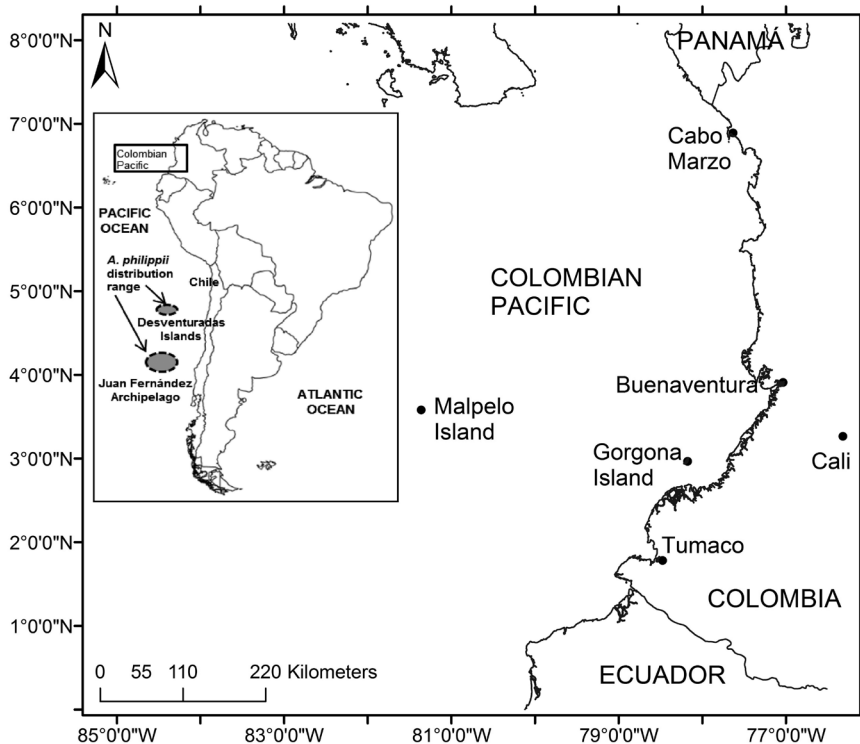 8°0'0"N
7°0'0"N
6°0'0"N
5°0'0"N
4°0'0"N
3°0'0"N
2°0'0"N
1°0'0"N
N
PANAMÁ
Cabo
Marzo
COLOMBIAN
PACIFIC
Buenaventura
Malpelo
Island
Gorgona
Island
Cali
Tumaco
COLOMBIA
ECUADOR
Colombian
Pacific
PACIFIC
OCEAN
A. philippii
distribution
range
Chile
Desventuradas
Islands
Juan Fernández
Archipelago
ATLANTIC
OCEAN
0 55 110 220 Kilometers
85°0'0"W 83°0'0"W 81°0'0"W 79°0'0"W 77°0'0"W